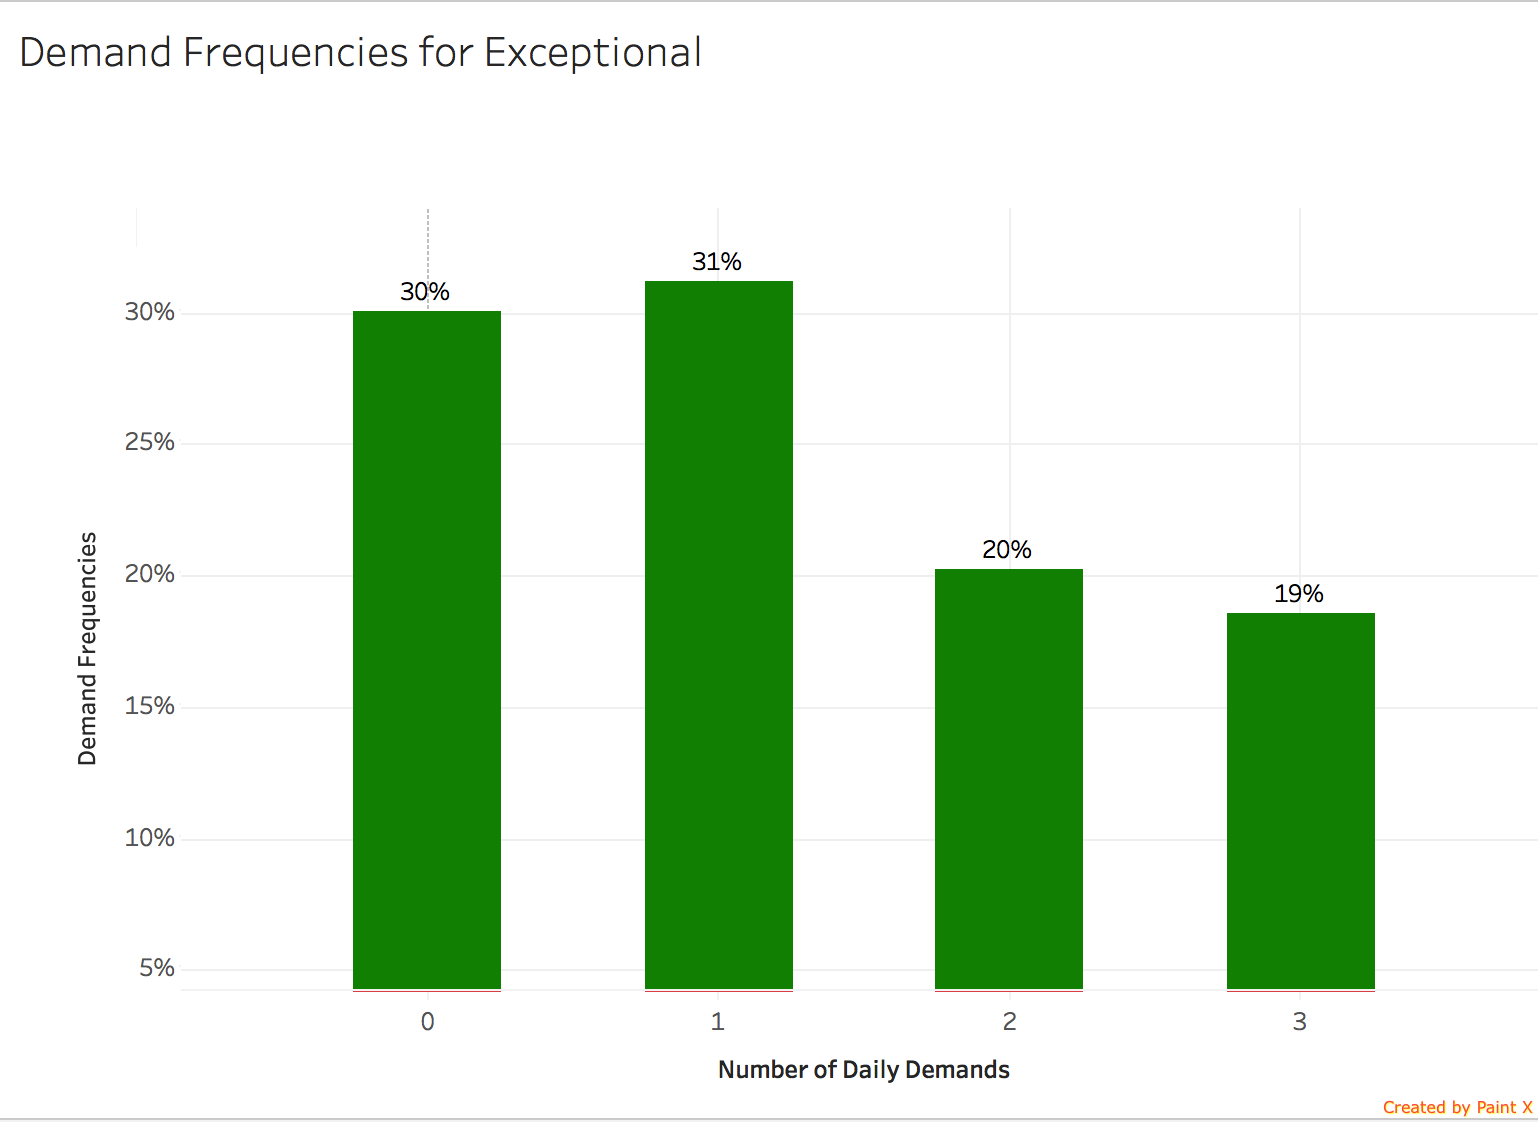 Demand Frequencies for Exceptional
31%
30%
30%
25%
20%
20%
19%
15%
10%
5%
Demand Frequencies
0 1 2 3
Number of Daily Demands
Created by Paint X